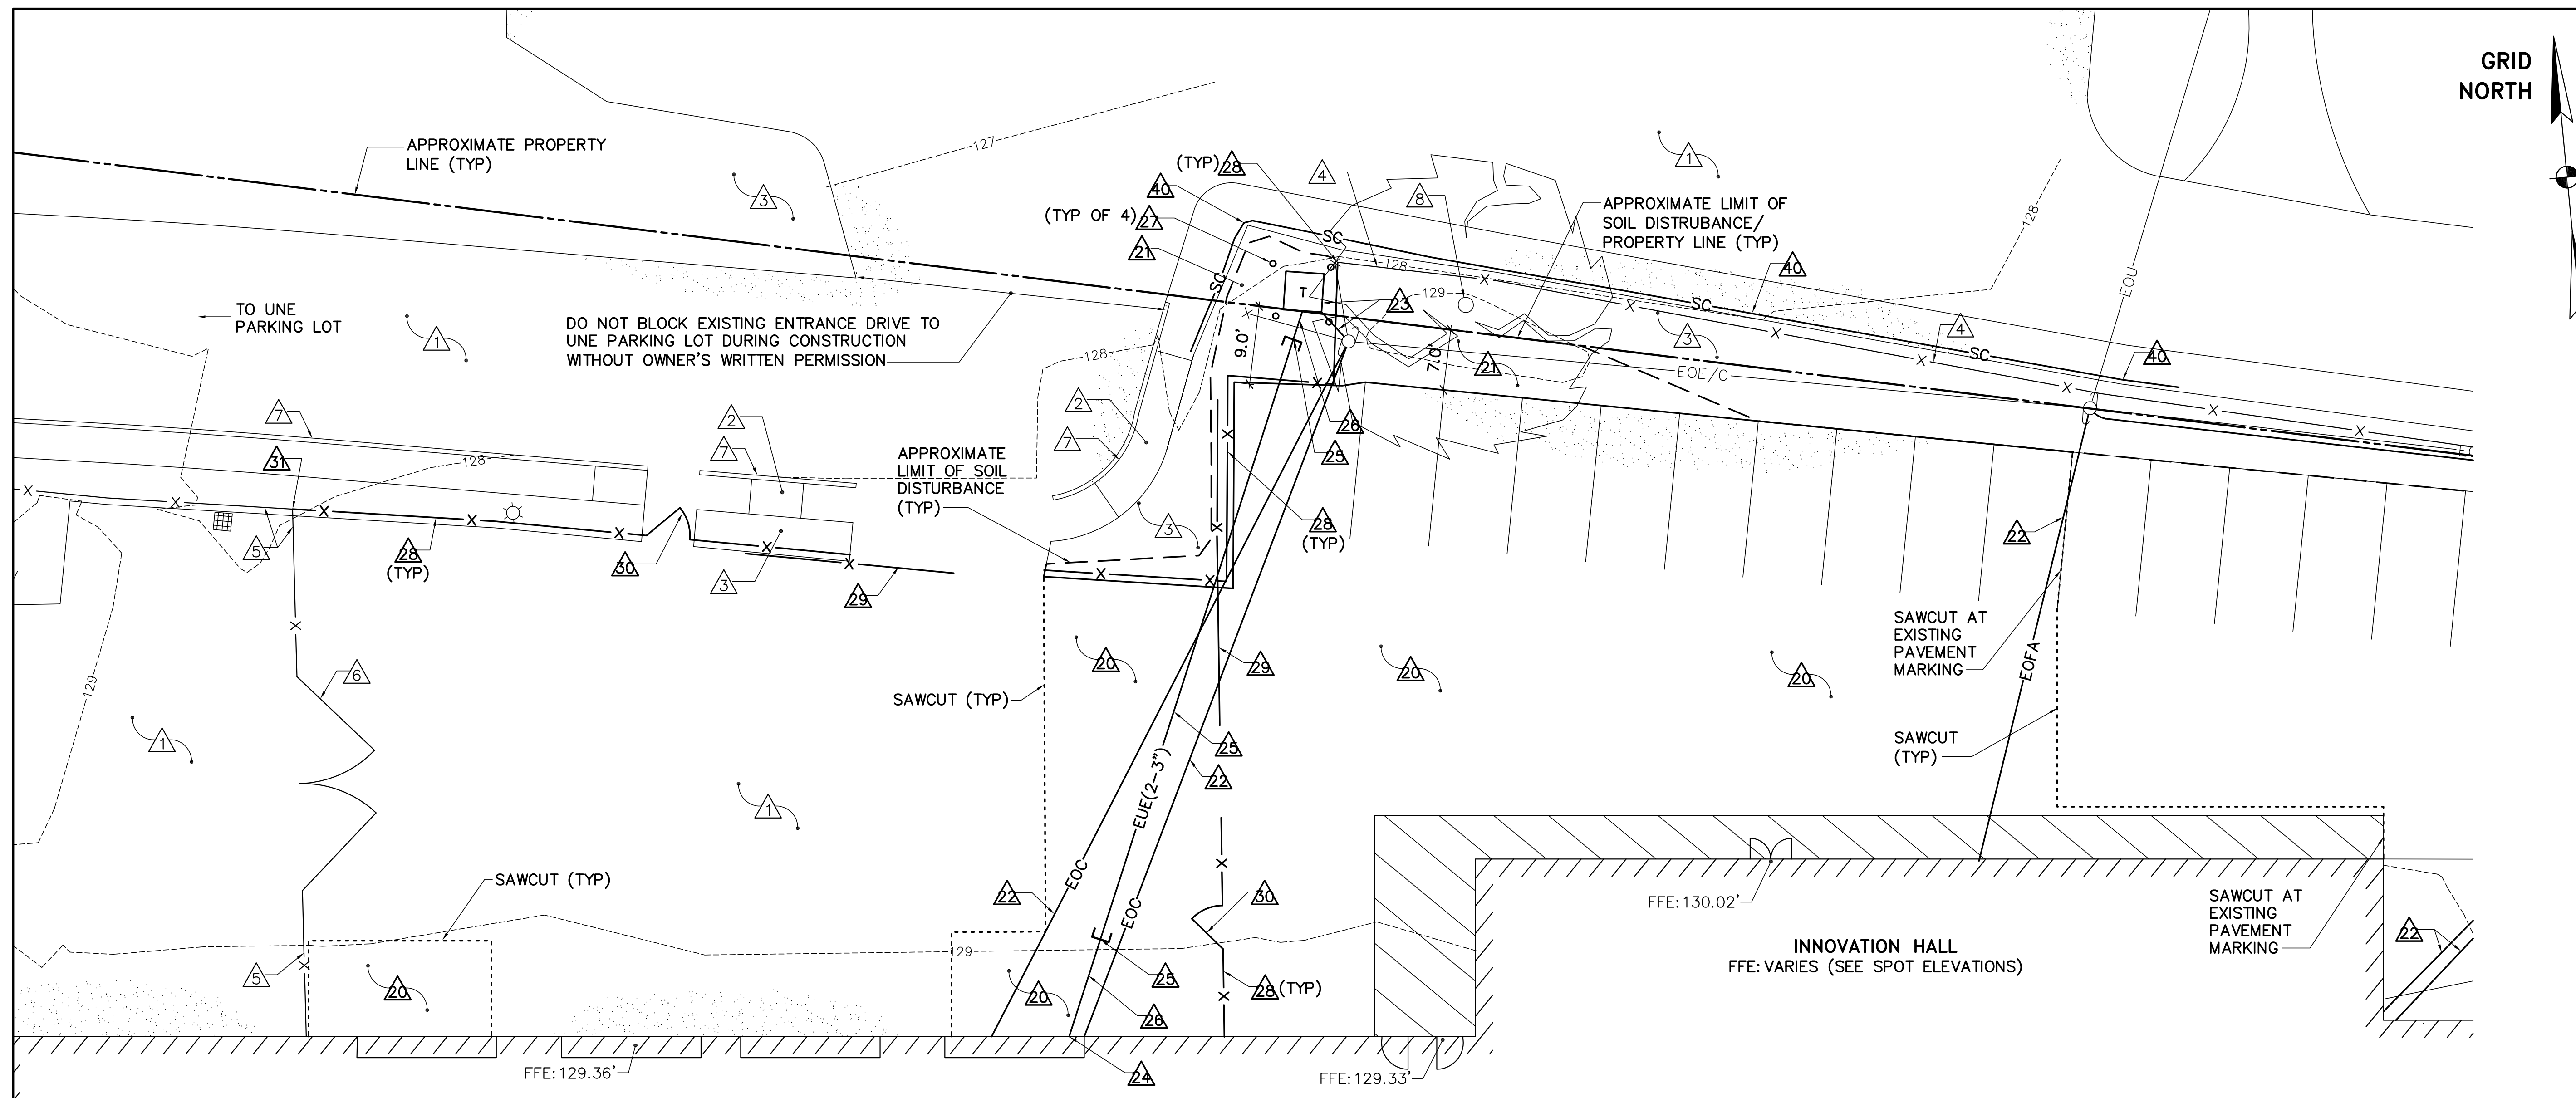 GRID
NORTH
APPROXIMATE PROPERTY
LINE (TYP)
127
3
1
(TYP) 28
4
8
40
(TYP OF 4) 27
21
SC
APPROXIMATE LIMIT OF
SOIL DISTRUBANCE/
PROPERTY LINE (TYP)
128
EOU
40
128
SC
T
129
23
SC
3
4
SC
40
TO UNE
PARKING LOT
1
DO NOT BLOCK EXISTING ENTRANCE DRIVE TO
UNE PARKING LOT DURING CONSTRUCTION
WITHOUT OWNER'S WRITTEN PERMISSION
128
9.0'
7.0'
21
EOE/C
7
2
2
7
7
26
25
31
128
APPROXIMATE
LIMIT OF SOIL
DISTURBANCE
(TYP)
5
28
(TYP)
30
3
29
3
28
(TYP)
22
SAWCUT AT
EXISTING
PAVEMENT
MARKING
EOFA
129
6
20
29
20
20
SAWCUT (TYP)
1
1
25
22
SAWCUT
(TYP)
EUE(2-3")
SAWCUT (TYP)
22
EOC
EOC
30
FFE: 130.02'
SAWCUT AT
EXISTING
PAVEMENT
MARKING
22
INNOVATION HALL
FFE: VARIES (SEE SPOT ELEVATIONS)
129
5
20
20
25
28 (TYP)
26
FFE: 129.36'
24
FFE: 129.33'